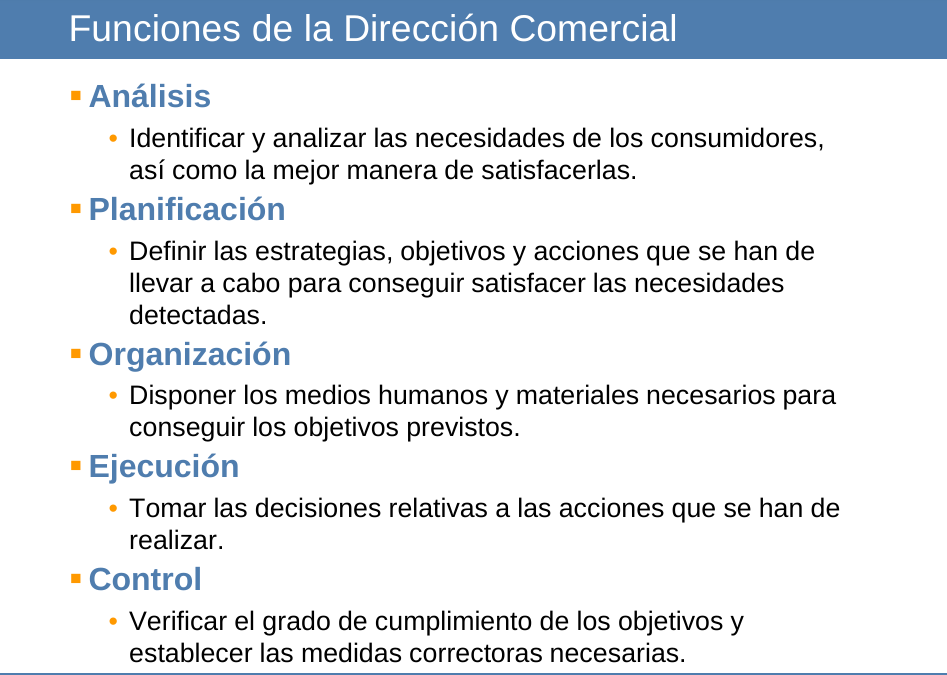 Funciones de la Dirección Comercial
Análisis
Identificar y analizar las necesidades de los consumidores,
así como la mejor manera de satisfacerlas.
Planificación
Definir las estrategias, objetivos y acciones que se han de
llevar a cabo para conseguir satisfacer las necesidades
detectadas.
Organización
Disponer los medios humanos y materiales necesarios para
conseguir los objetivos previstos.
Ejecución
Tomar las decisiones relativas a las acciones que se han de
realizar.
Control
Verificar el grado de cumplimiento de los objetivos y
establecer las medidas correctoras necesarias.